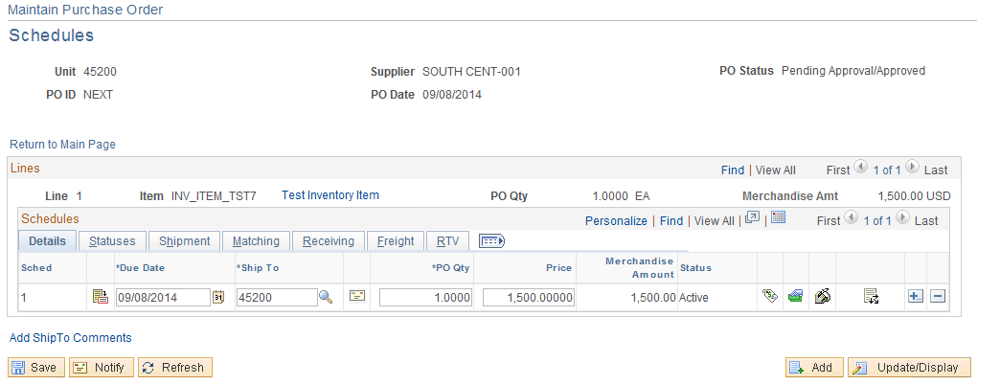 Maintain Purchase Order
Schedules
Unit 45200 Supplier SOUTH CENT-001 PO Status Pending Approval/Approved
PO ID NEXT PO Date 09/08/2014
Return to Main Page
Lines Find | View All First 1 of 1 Last
Line 1 Item INV_ITEM_TST7 Test Inventory Item PO Qty 1.0000 EA Merchandise Amt 1,500.00 USD
Schedules Personalize | Find | View All | | First 1 of 1 Last
Details Statuses Shipment Matching Receiving Freight RTV
Sched *Due Date *Ship To *PO Qty Price Merchandise Amount Status
1 09/08/2014 31 45200 1.0000 1,500.00000 1,500.00 Active
Add ShipTo Comments
Save Notify Refresh Add Update/Display